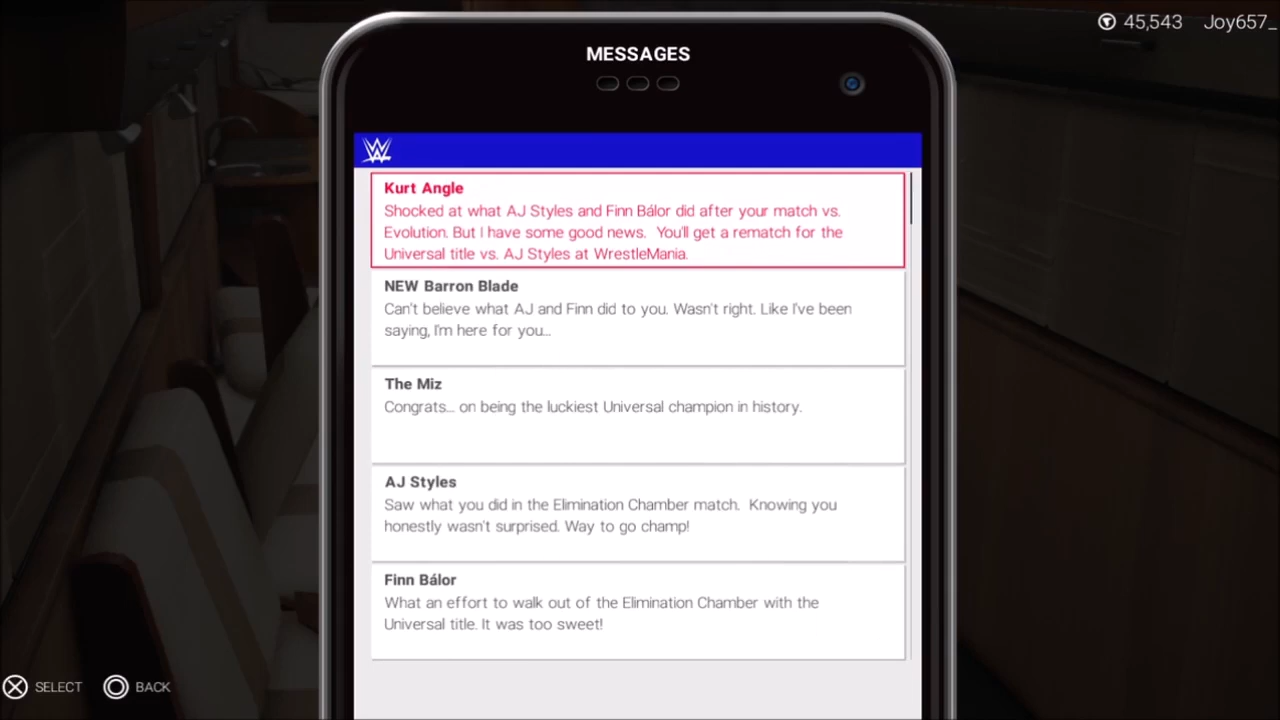 45,543 Joy657_
MESSAGES
Kurt Angle
Shocked at what AJ Styles and Finn Bálor did after your match vs.
Evolution. But I have some good news. You'll get a rematch for the
Universal title vs. AJ Styles at WrestleMania.
NEW Barron Blade
Can't believe what AJ and Finn did to you. Wasn't right. Like I've been
saying, I'm here for you...
The Miz
Congrats... on being the luckiest Universal champion in history.
AJ Styles
Saw what you did in the Elimination Chamber match. Knowing you
honestly wasn't surprised. Way to go champ!
Finn Bálor
What an effort to walk out of the Elimination Chamber with the
Universal title. It was too sweet!
SELECT BACK